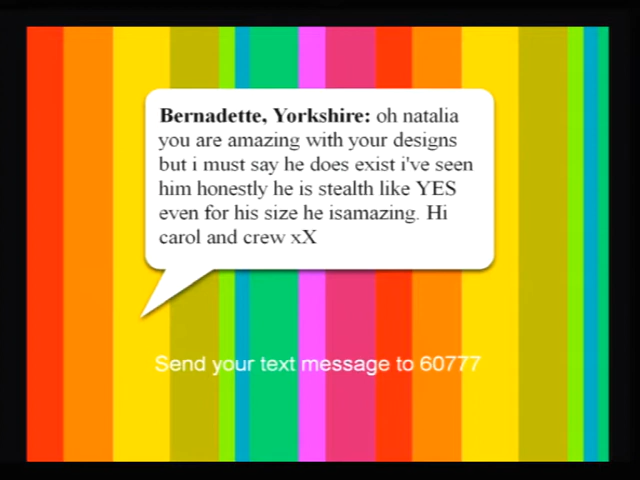 Bernadette, Yorkshire: oh natalia
you are amazing with your designs
but i must say he does exist i've seen
him honestly he is stealth like YES
even for his size he isamazing. Hi
carol and crew xX
Send your text message to 60777